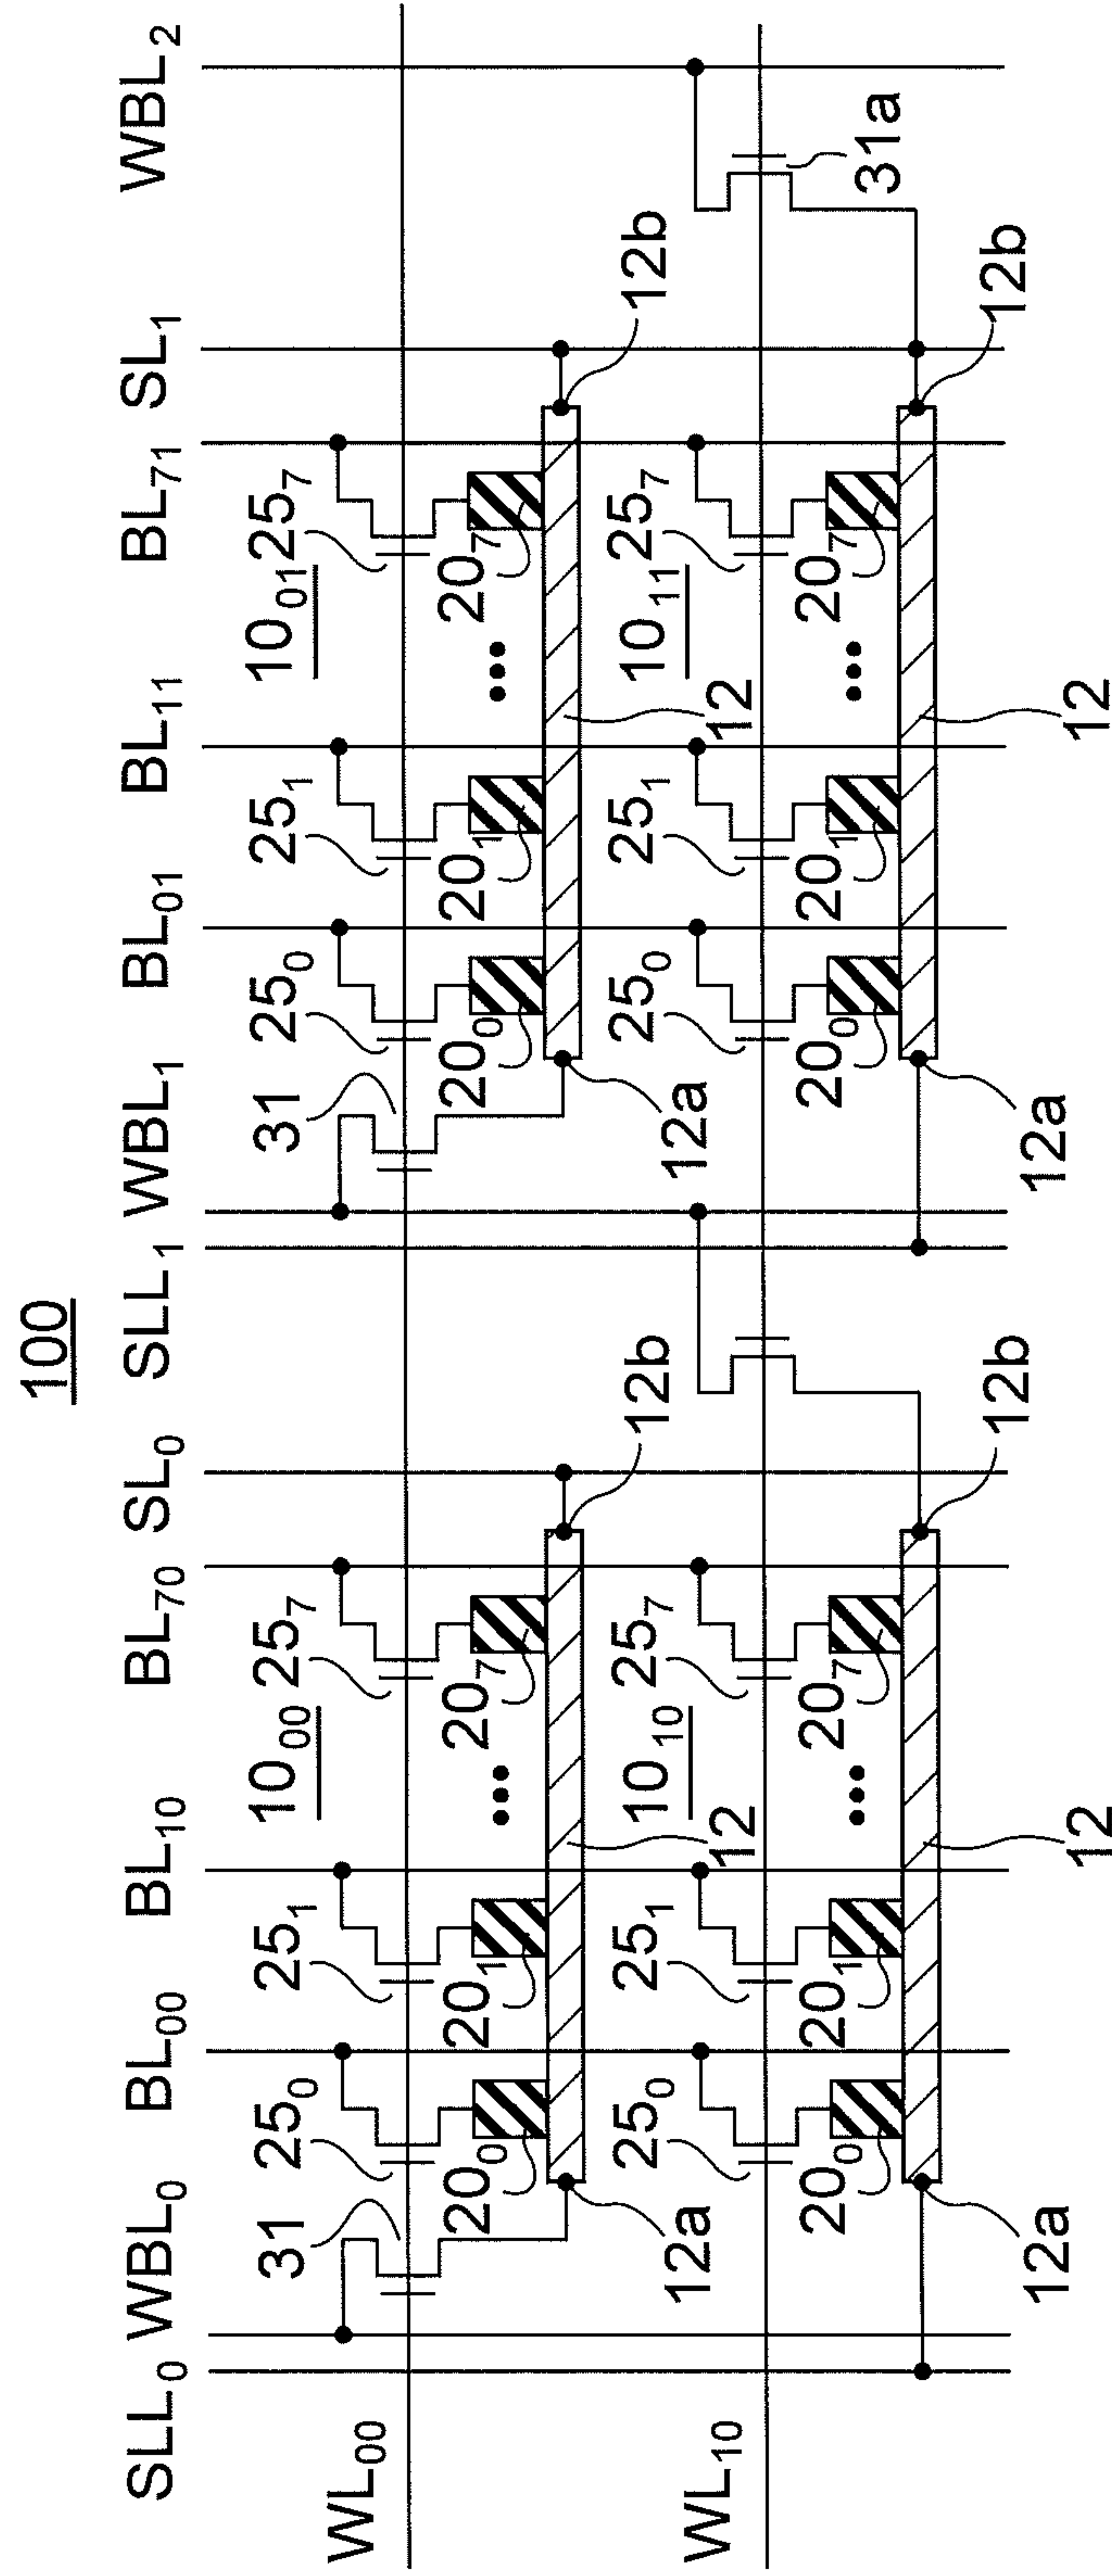 100
SLL0 WBL0 BL00 BL10 BL70 SL0 SLL1 WBL1 BL01 BL11 BL71 SL1 WBL2
31 250 251 1000 257 31 250 251 1001 257
WL00
200 201 ... 207 200 201 ... 207
12a 12 12b 12a 12 12b
250 251 1010 257 250 251 1011 257
WL10
31a
200 201 ... 207 200 201 ... 207
12a 12 12b 12a 12 12b